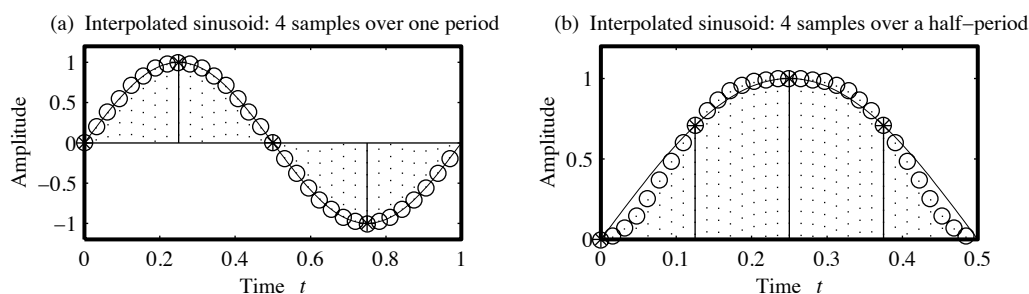 (a) Interpolated sinusoid: 4 samples over one period
1
0.5
0
−0.5
−1
Amplitude
0 0.2 0.4 0.6 0.8 1
Time t
(b) Interpolated sinusoid: 4 samples over a half−period
1
0.5
0
Amplitude
0 0.1 0.2 0.3 0.4 0.5
Time t